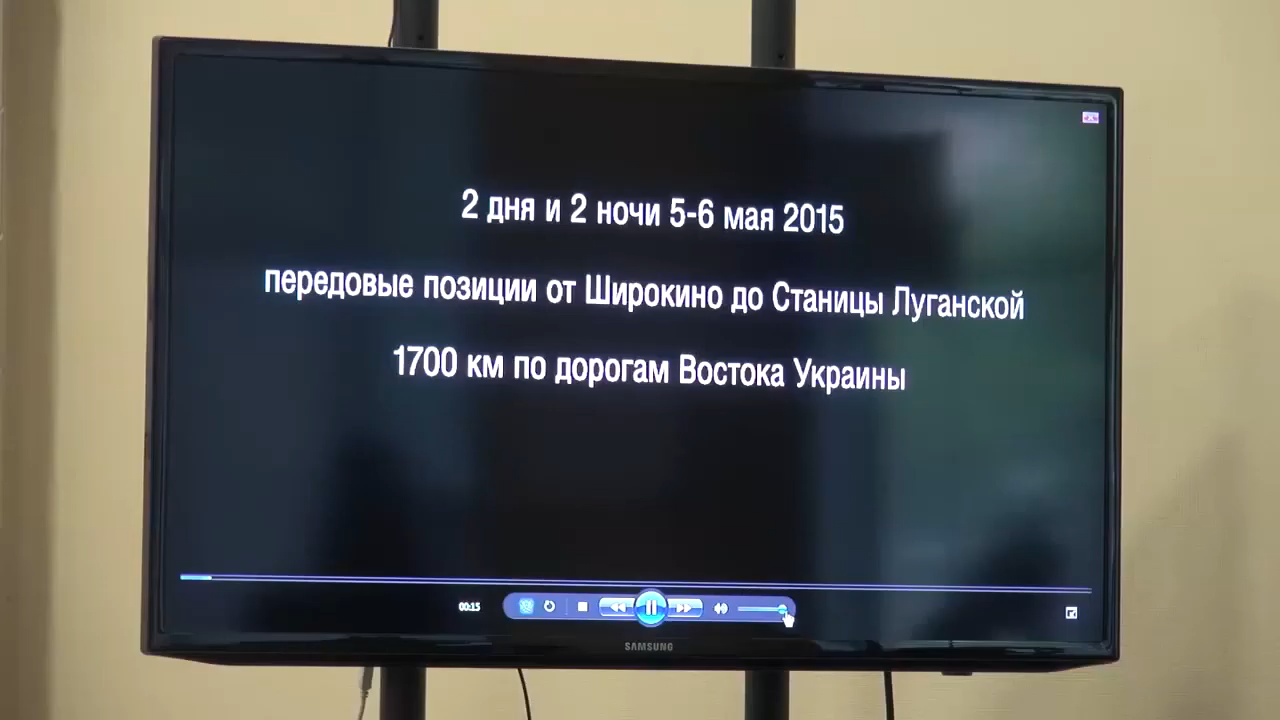 2 дня и 2 ночи 5-6 мая 2015
передовые позиции от Широкино до Станицы Луганской
1700 км по дорогам Востока Украины
00:15
SAMSUNG